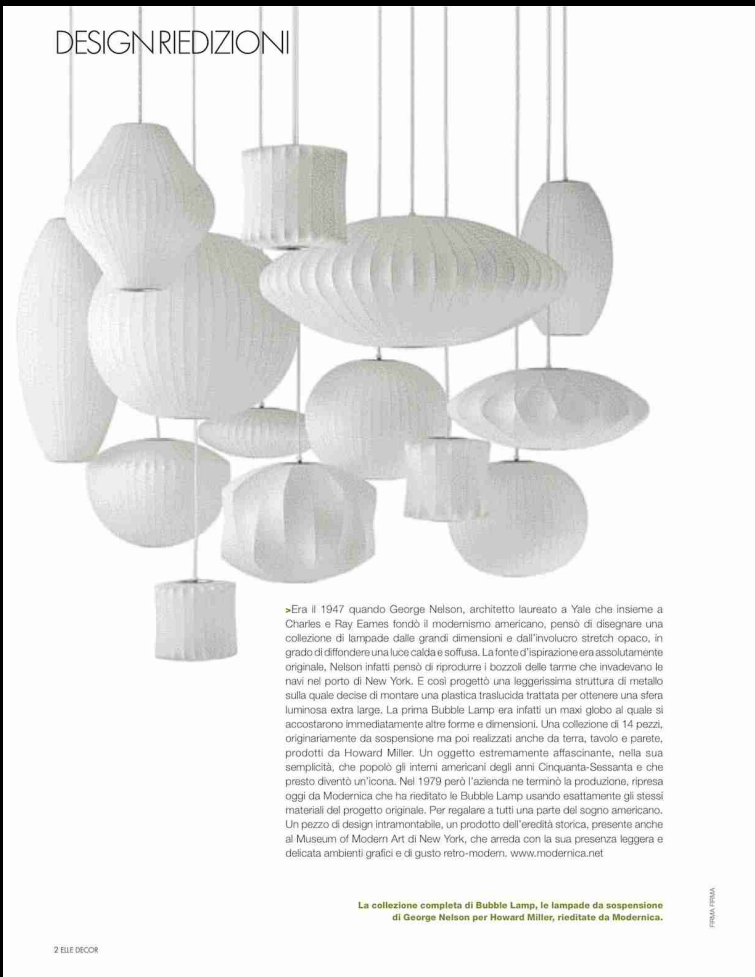 DESIGNRIEDIZIONI
>Era il 1947 quando George Nelson, architetto laureato a Yale che insieme a
Charles e Ray Eames fondò il modernismo americano, pensò di disegnare una
collezione di lampade dalle grandi dimensioni e dall'involucro stretch opaco, in
grado di diffondere una luce calda e soffusa. La fonte d'ispirazione era assolutamente
originale, Nelson infatti pensò di riprodurre i bozzoli delle tarme che invadevano le
navi nel porto di New York. E così progettò una leggerissima struttura di metallo
sulla quale decise di montare una plastica traslucida trattata per ottenere una sfera
luminosa extra large. La prima Bubble Lamp era infatti un maxi globo al quale si
accostarono immediatamente altre forme e dimensioni. Una collezione di 14 pezzi,
originariamente da sospensione ma poi realizzati anche da terra, tavolo e parete,
prodotti da Howard Miller. Un oggetto estremamente affascinante, nella sua
semplicità, che popolò gli interni americani degli anni Cinquanta-Sessanta e che
presto diventò un'icona. Nel 1979 però l'azienda ne terminò la produzione, ripresa
oggi da Modernica che ha rieditato le Bubble Lamp usando esattamente gli stessi
materiali del progetto originale. Per regalare a tutti una parte del sogno americano.
Un pezzo di design intramontabile, un prodotto dell'eredità storica, presente anche
al Museum of Modern Art di New York, che arreda con la sua presenza leggera e
delicata ambienti grafici e di gusto retro-modern. www.modernica.net
La collezione completa di Bubble Lamp, le lampade da sospensione
di George Nelson per Howard Miller, rieditate da Modernica.
FIRMA FIRMA
2 ELLE DECOR